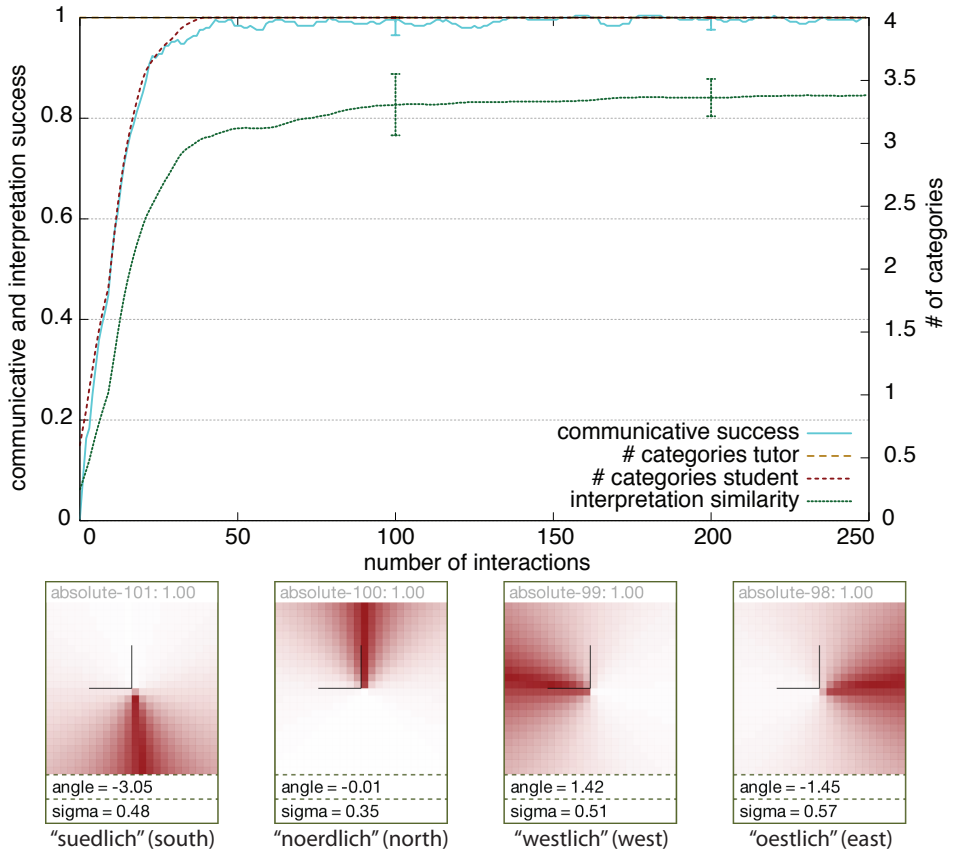 communicative and interpretation success
1
0.8
0.6
0.4
0.2
0
4
3.5
3
2.5
2
1.5
1
0.5
0
# of categories
communicative success
# categories tutor
# categories student
interpretation similarity
0 50 100 150 200 250
number of interactions
absolute-101: 1.00 absolute-100: 1.00 absolute-99: 1.00 absolute-98: 1.00
angle = -3.05 angle = -0.01 angle = 1.42 angle = -1.45
sigma = 0.48 sigma = 0.35 sigma = 0.51 sigma = 0.57
“suedlich” (south) “noerdlich” (north) “westlich” (west) “oestlich” (east)